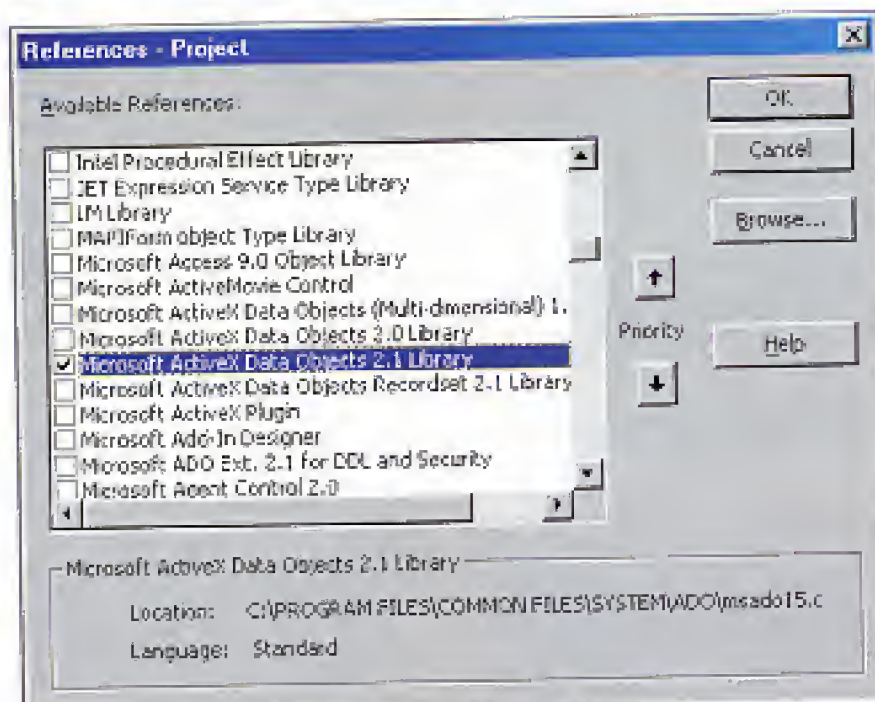 References - Project
Available References:
OK
Cancel
Browse...
Help
Intel Procedural Effect Library
JET Expression Service Type Library
LM Library
MAPIForm object Type Library
Microsoft Access 9.0 Object Library
Microsoft ActiveMovie Control
Microsoft ActiveX Data Objects (Multi-dimensional) 1.
Microsoft ActiveX Data Objects 2.0 Library
Microsoft ActiveX Data Objects 2.1 Library
Microsoft ActiveX Data Objects Recordset 2.1 Library
Microsoft ActiveX Plugin
Microsoft Add-In Designer
Microsoft ADO Ext. 2.1 for DDL and Security
Microsoft Agent Control 2.0
Priority
Microsoft ActiveX Data Objects 2.1 Library
Location: C:\PROGRAM FILES\COMMON FILES\SYSTEM\ADO\msado15.d
Language: Standard